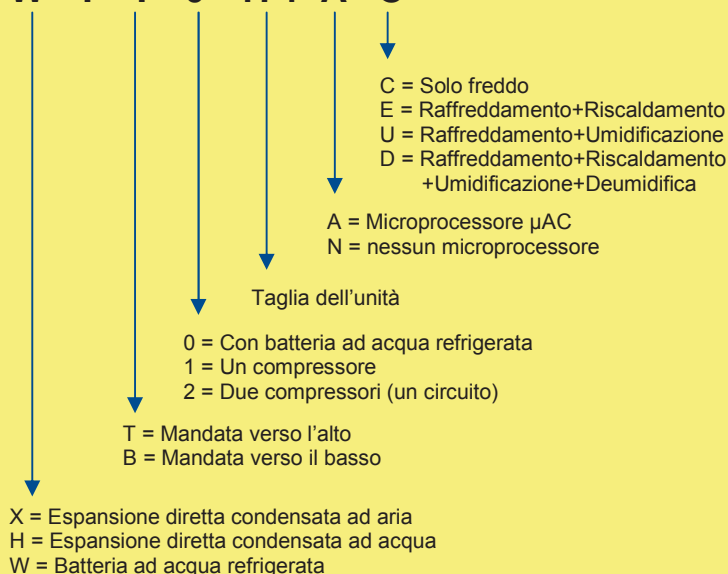 C = Solo freddo
E = Raffreddamento+Riscaldamento
U = Raffreddamento+Umidificazione
D = Raffreddamento+Riscaldamento
+Umidificazione+Deumidifica
A = Microprocessore µAC
N = nessun microprocessore
Taglia dell'unità
0 = Con batteria ad acqua refrigerata
1 = Un compressore
2 = Due compressori (un circuito)
T = Mandata verso l'alto
B = Mandata verso il basso
X = Espansione diretta condensata ad aria
H = Espansione diretta condensata ad acqua
W = Batteria ad acqua refrigerata